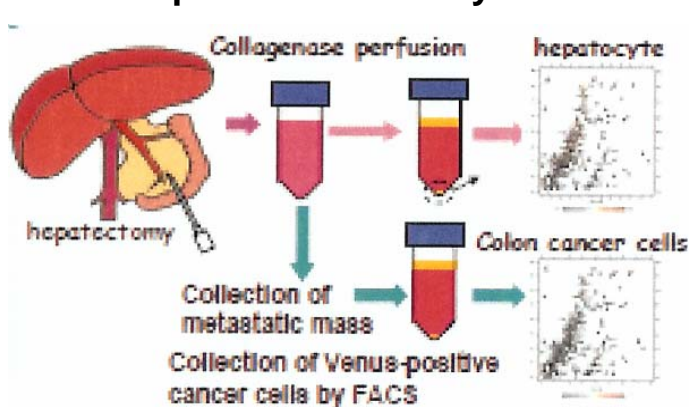 Collagenase perfusion
hepatocyte
hepatectomy
Colon cancer cells
Collection of
metastatic mass
Collection of Venus-positive
cancer cells by FACS